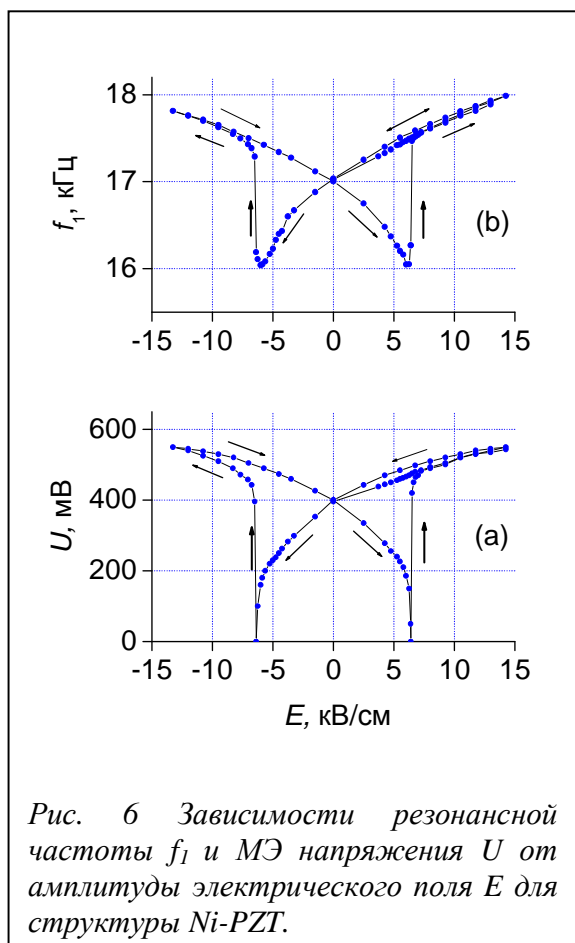 18
17
16
f₁, кГц
(b)
-15 -10 -5 0 5 10 15
600
400
200
0
U, мВ
(a)
-15 -10 -5 0 5 10 15
E, кВ/см
Рис. 6 Зависимости резонансной
частоты f₁ и МЭ напряжения U от
амплитуды электрического поля E для
структуры Ni-PZT.